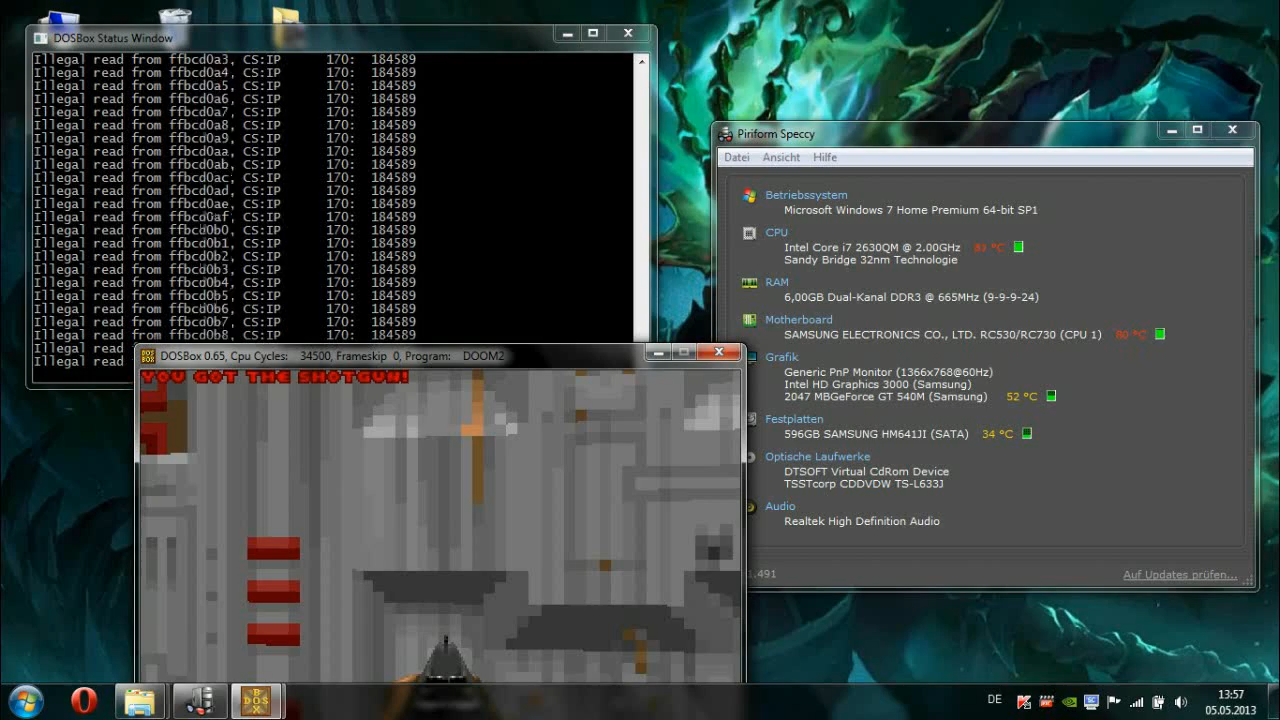 DOSBox Status Window
Illegal read from ffbcd0a3, CS:IP 170: 184589
Illegal read from ffbcd0a4, CS:IP 170: 184589
Illegal read from ffbcd0a5, CS:IP 170: 184589
Illegal read from ffbcd0a6, CS:IP 170: 184589
Illegal read from ffbcd0a7, CS:IP 170: 184589
Illegal read from ffbcd0a8, CS:IP 170: 184589
Illegal read from ffbcd0a9, CS:IP 170: 184589
Illegal read from ffbcd0aa, CS:IP 170: 184589
Illegal read from ffbcd0ab, CS:IP 170: 184589
Illegal read from ffbcd0ac, CS:IP 170: 184589
Illegal read from ffbcd0ad, CS:IP 170: 184589
Illegal read from ffbcd0ae, CS:IP 170: 184589
Illegal read from ffbcd0af, CS:IP 170: 184589
Illegal read from ffbcd0b0, CS:IP 170: 184589
Illegal read from ffbcd0b1, CS:IP 170: 184589
Illegal read from ffbcd0b2, CS:IP 170: 184589
Illegal read from ffbcd0b3, CS:IP 170: 184589
Illegal read from ffbcd0b4, CS:IP 170: 184589
Illegal read from ffbcd0b5, CS:IP 170: 184589
Illegal read from ffbcd0b6, CS:IP 170: 184589
Illegal read from ffbcd0b7, CS:IP 170: 184589
Illegal read from ffbcd0b8, CS:IP 170: 184589
Illegal read
Illegal read
DOSBox 0.65, Cpu Cycles: 34500, Frameskip 0, Program: DOOM2
YOU GOT THE SHOTGUN!
Piriform Speccy
Datei Ansicht Hilfe
Betriebssystem
Microsoft Windows 7 Home Premium 64-bit SP1
CPU
Intel Core i7 2630QM @ 2.00GHz
Sandy Bridge 32nm Technologie
RAM
6,00GB Dual-Kanal DDR3 @ 665MHz (9-9-9-24)
Motherboard
SAMSUNG ELECTRONICS CO., LTD. RC530/RC730 (CPU 1) 80 °C
Grafik
Generic PnP Monitor (1366x768@60Hz)
Intel HD Graphics 3000 (Samsung)
2047 MBGeForce GT 540M (Samsung) 52 °C
Festplatten
596GB SAMSUNG HM641JI (SATA) 34 °C
Optische Laufwerke
DTSOFT Virtual CdRom Device
TSSTcorp CDDVDW TS-L633J
Audio
Realtek High Definition Audio
.491 Auf Updates prüfen...
DE
13:57
05.05.2013